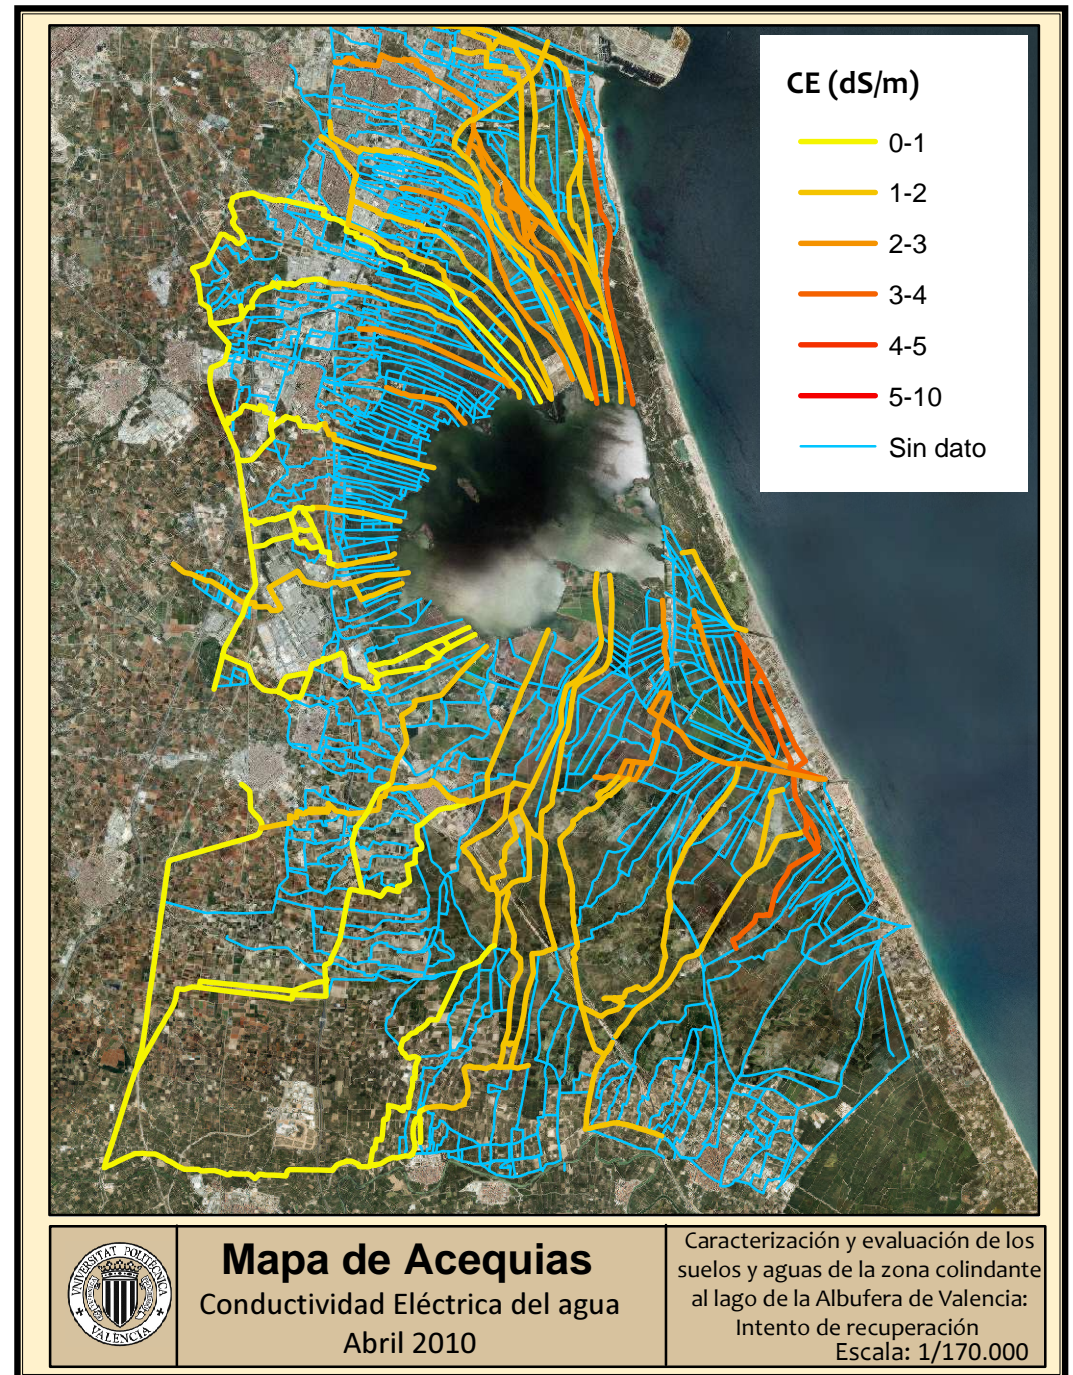 CE (dS/m)
0-1
1-2
2-3
3-4
4-5
5-10
Sin dato
UNIVERSITAT POLITÈCNICA
VALENCIA
Mapa de Acequias
Conductividad Eléctrica del agua
Abril 2010
Caracterización y evaluación de los
suelos y aguas de la zona colindante
al lago de la Albufera de Valencia:
Intento de recuperación
Escala: 1/170.000